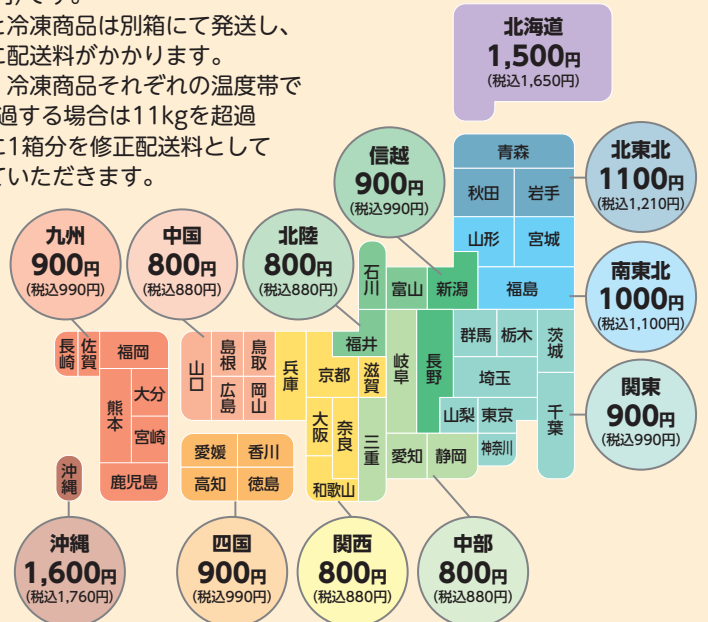 円)です。
と冷凍商品は別箱にて発送し、
に配送料がかかります。
冷凍商品それぞれの温度帯で
過する場合は11kgを超過
に1箱分を修正配送料として
ていただきます。
北海道
1,500円
(税込1,650円)
信越
900円
(税込990円)
北東北
1100円
(税込1,210円)
九州
900円
(税込990円)
中国
800円
(税込880円)
北陸
800円
(税込880円)
南東北
1000円
(税込1,100円)
関東
900円
(税込990円)
青森
秋田
岩手
山形
宮城
福島
石川
富山
新潟
福井
岐阜
長野
群馬
栃木
茨城
埼玉
山梨
東京
千葉
神奈川
愛知
静岡
三重
滋賀
京都
兵庫
大阪
奈良
和歌山
鳥取
島根
岡山
広島
山口
愛媛
香川
高知
徳島
長崎
佐賀
福岡
熊本
大分
宮崎
鹿児島
沖縄
沖縄
1,600円
(税込1,760円)
四国
900円
(税込990円)
関西
800円
(税込880円)
中部
800円
(税込880円)